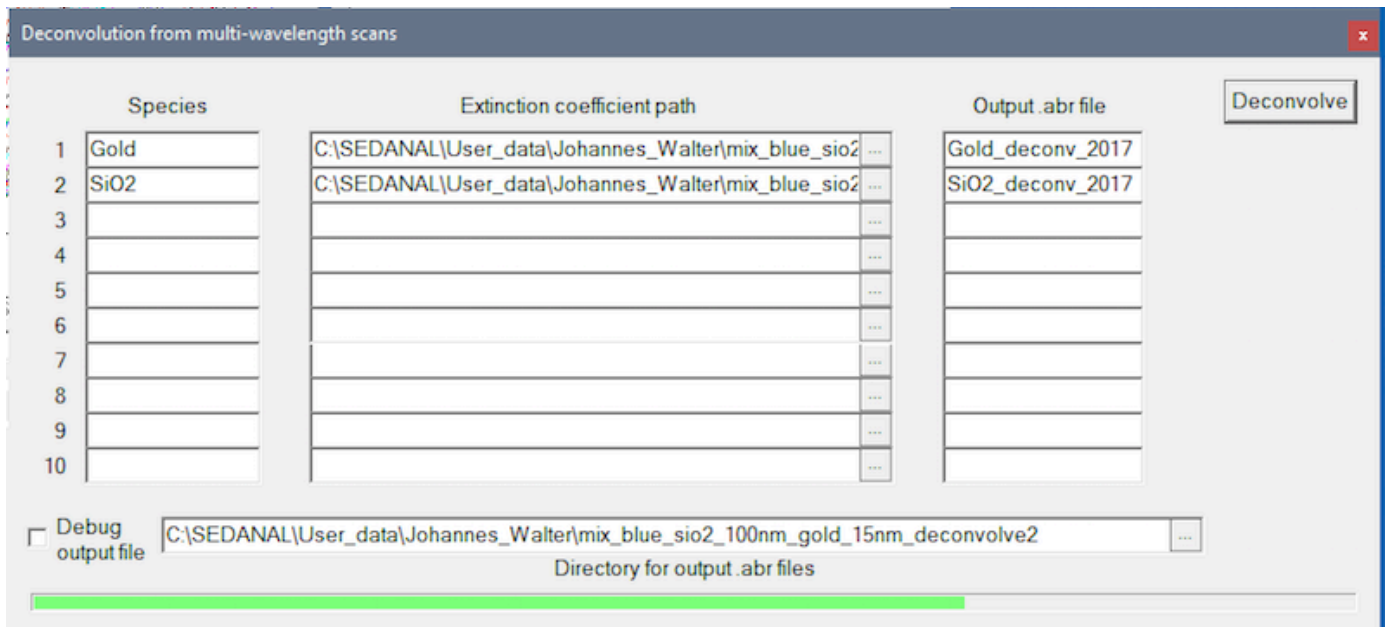 Deconvolution from multi-wavelength scans
x
Species Extinction coefficient path Output .abr file Deconvolve
1 Gold C:\SEDANAL\User_data\Johannes_Walter\mix_blue_sio2 ... Gold_deconv_2017
2 SiO2 C:\SEDANAL\User_data\Johannes_Walter\mix_blue_sio2 ... SiO2_deconv_2017
3 ...
4 ...
5 ...
6 ...
7 ...
8 ...
9 ...
10 ...
Debug
output file
C:\SEDANAL\User_data\Johannes_Walter\mix_blue_sio2_100nm_gold_15nm_deconvolve2 ...
Directory for output .abr files